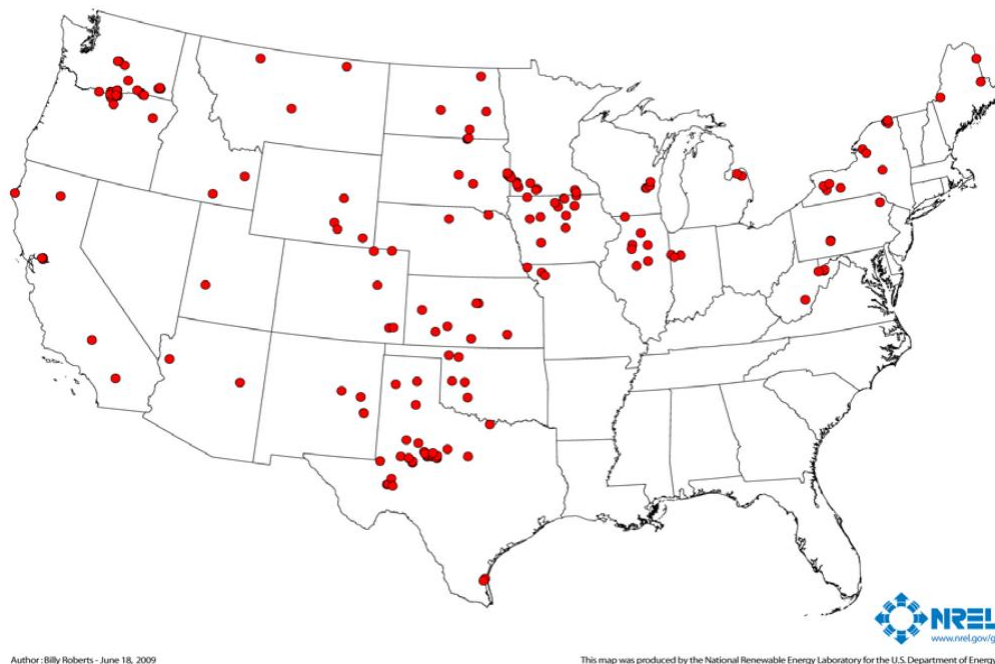 NREL
www.nrel.gov/g
Author : Billy Roberts - June 18, 2009
This map was produced by the National Renewable Energy Laboratory for the U.S. Department of Energy